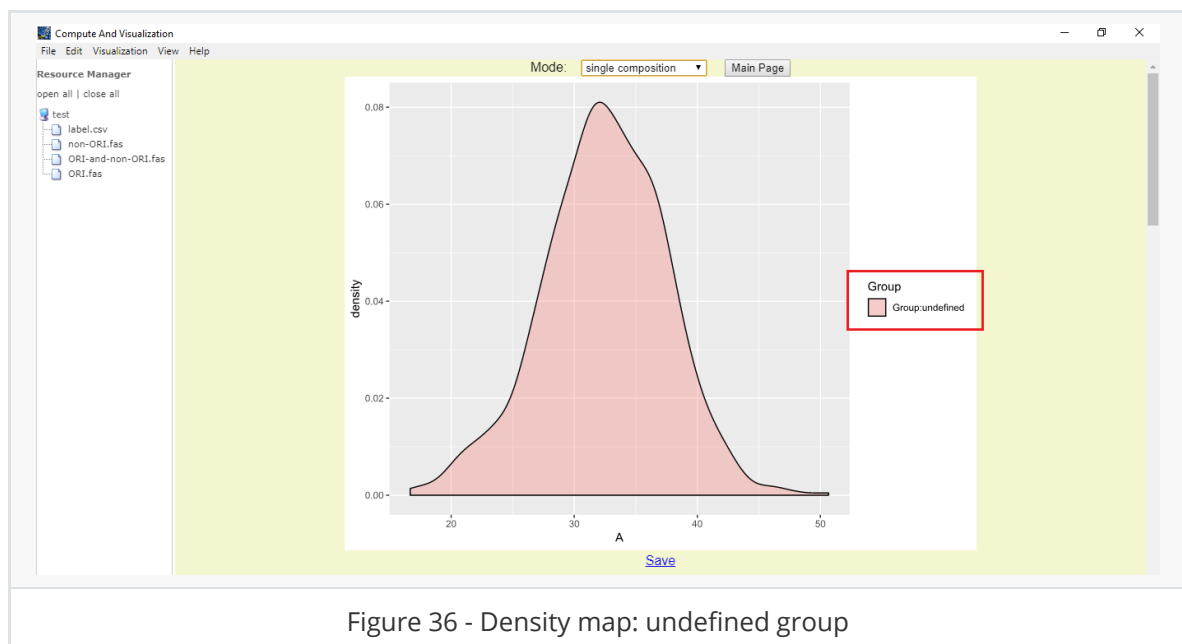 Compute And Visualization
File Edit Visualization View Help
Resource Manager
open all | close all
test
label.csv
non-ORI.fas
ORI-and-non-ORI.fas
ORI.fas
Mode: single composition Main Page
0.08
0.06
0.04
0.02
0.00
density
20 30 40 50
A
Group
Group:undefined
Save
Figure 36 - Density map: undefined group